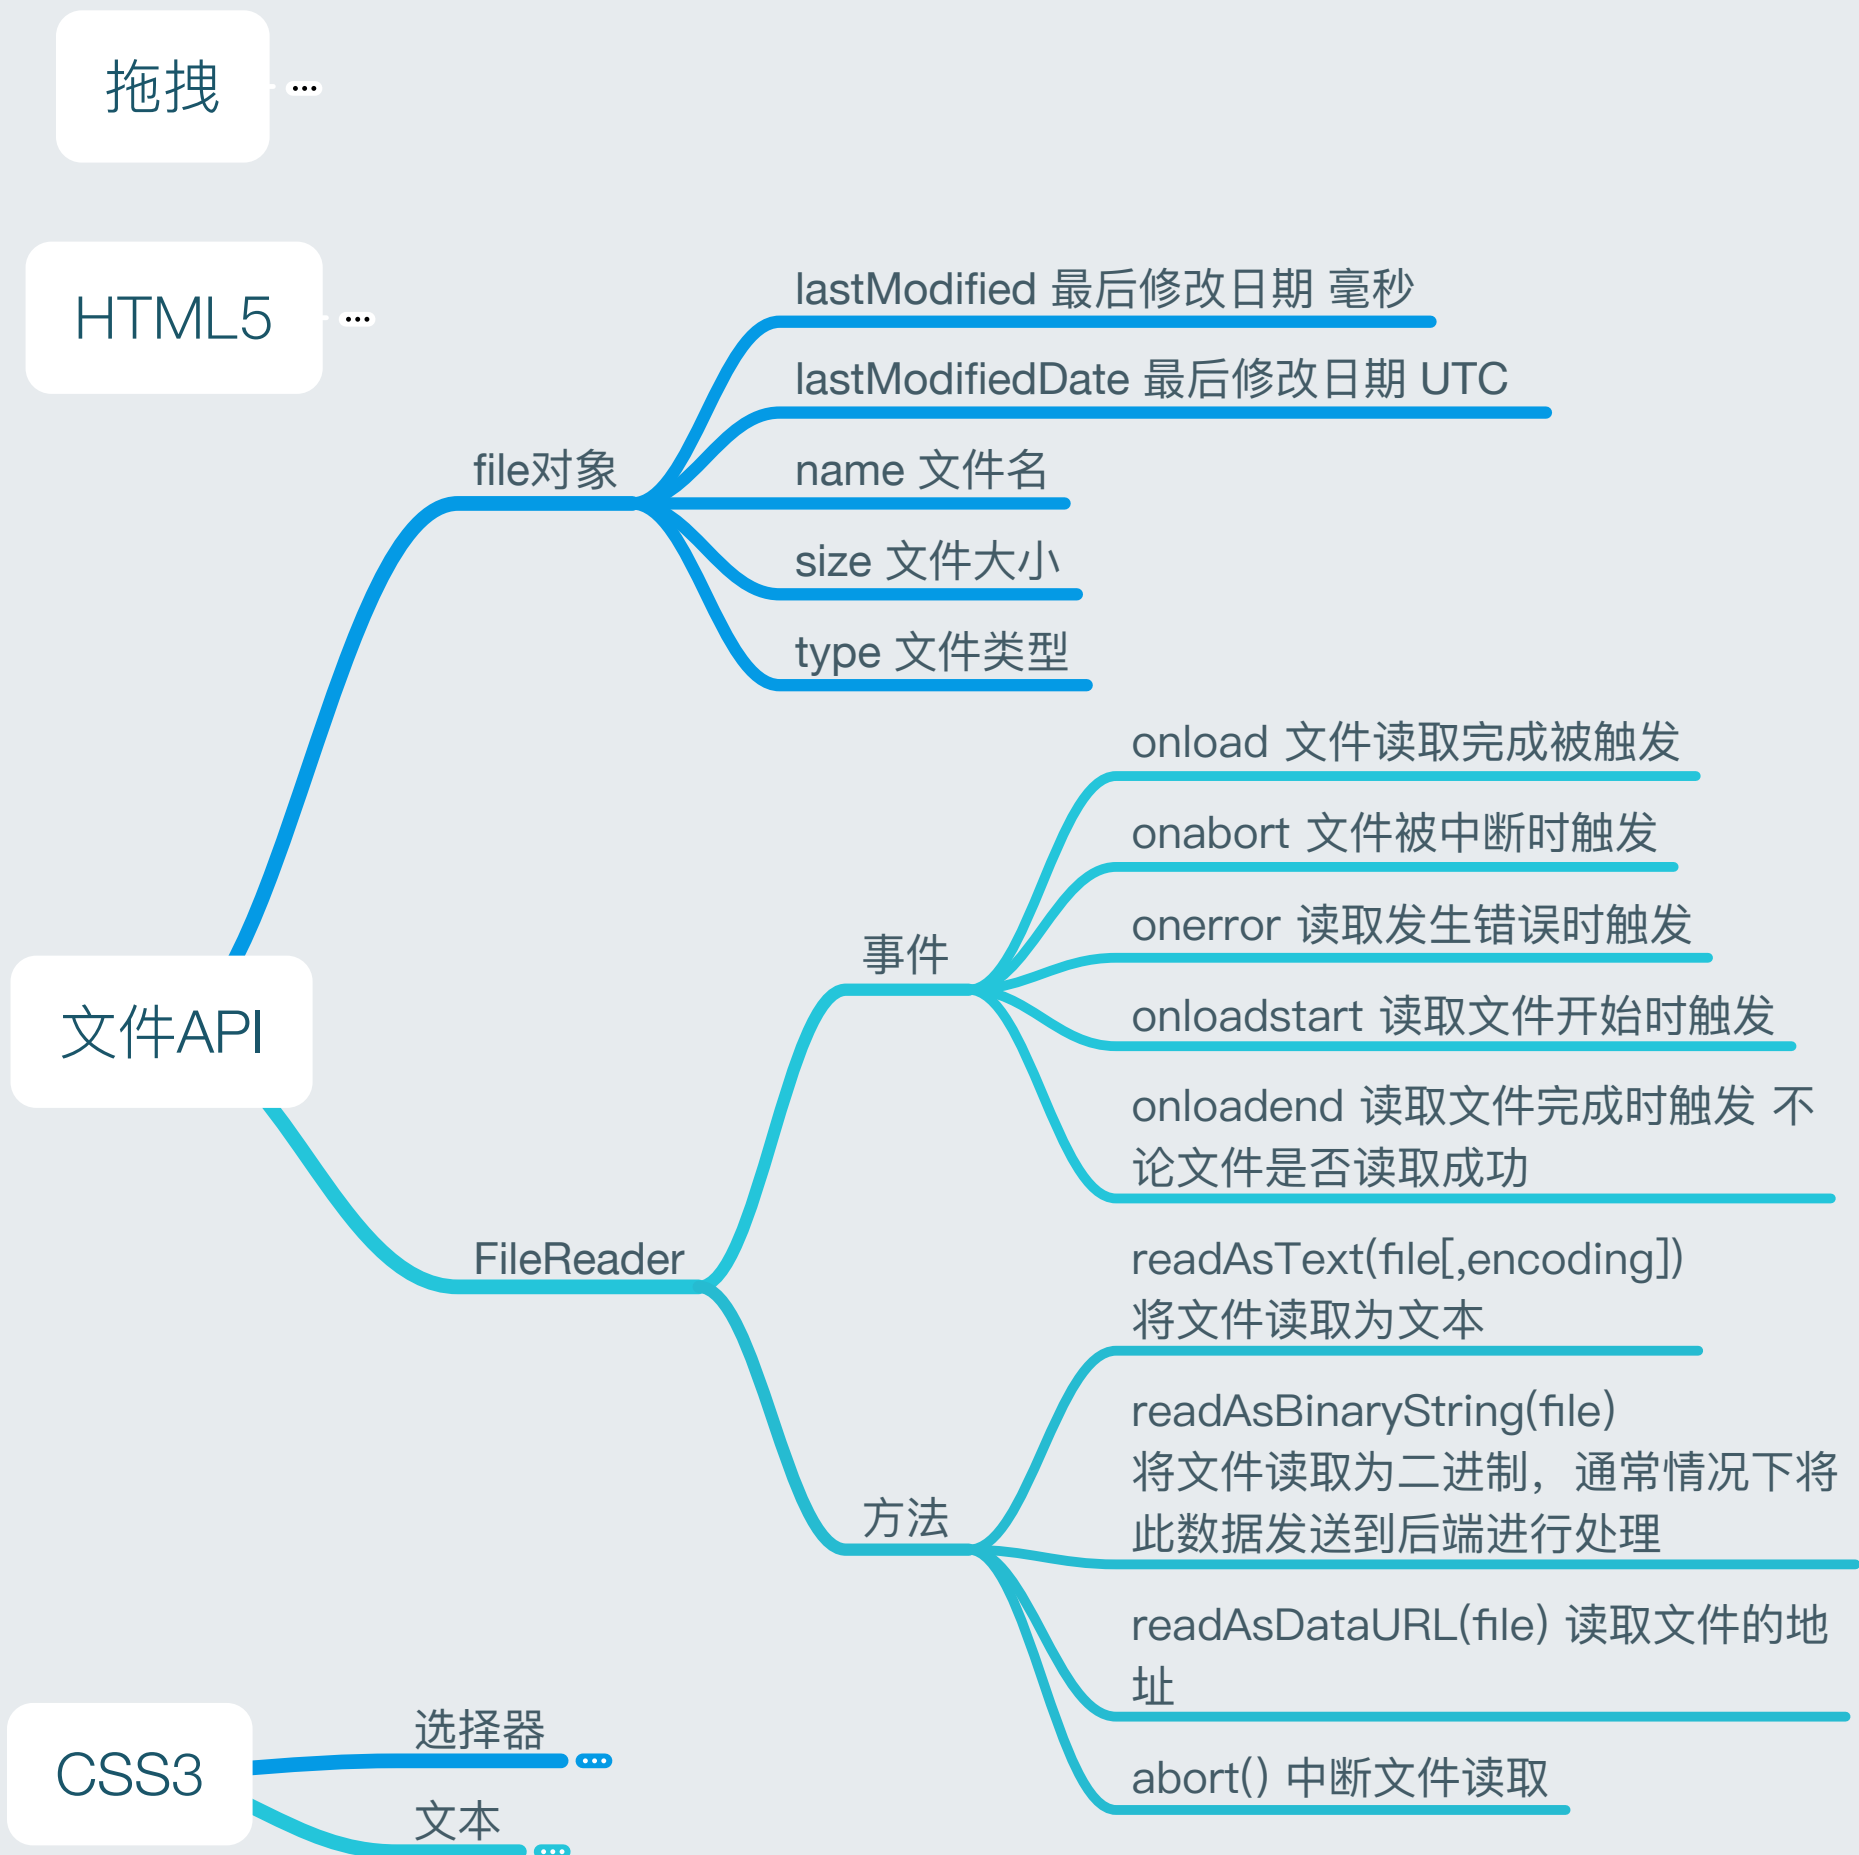 拖拽
HTML5
lastModified 最后修改日期 毫秒
lastModifiedDate 最后修改日期 UTC
file对象
name 文件名
size 文件大小
type 文件类型
onload 文件读取完成被触发
onabort 文件被中断时触发
onerror 读取发生错误时触发
事件
onloadstart 读取文件开始时触发
文件API
onloadend 读取文件完成时触发 不
论文件是否读取成功
FileReader
readAsText(file[,encoding])
将文件读取为文本
readAsBinaryString(file)
将文件读取为二进制，通常情况下将
此数据发送到后端进行处理
方法
readAsDataURL(file) 读取文件的地
址
abort() 中断文件读取
选择器
CSS3
文本